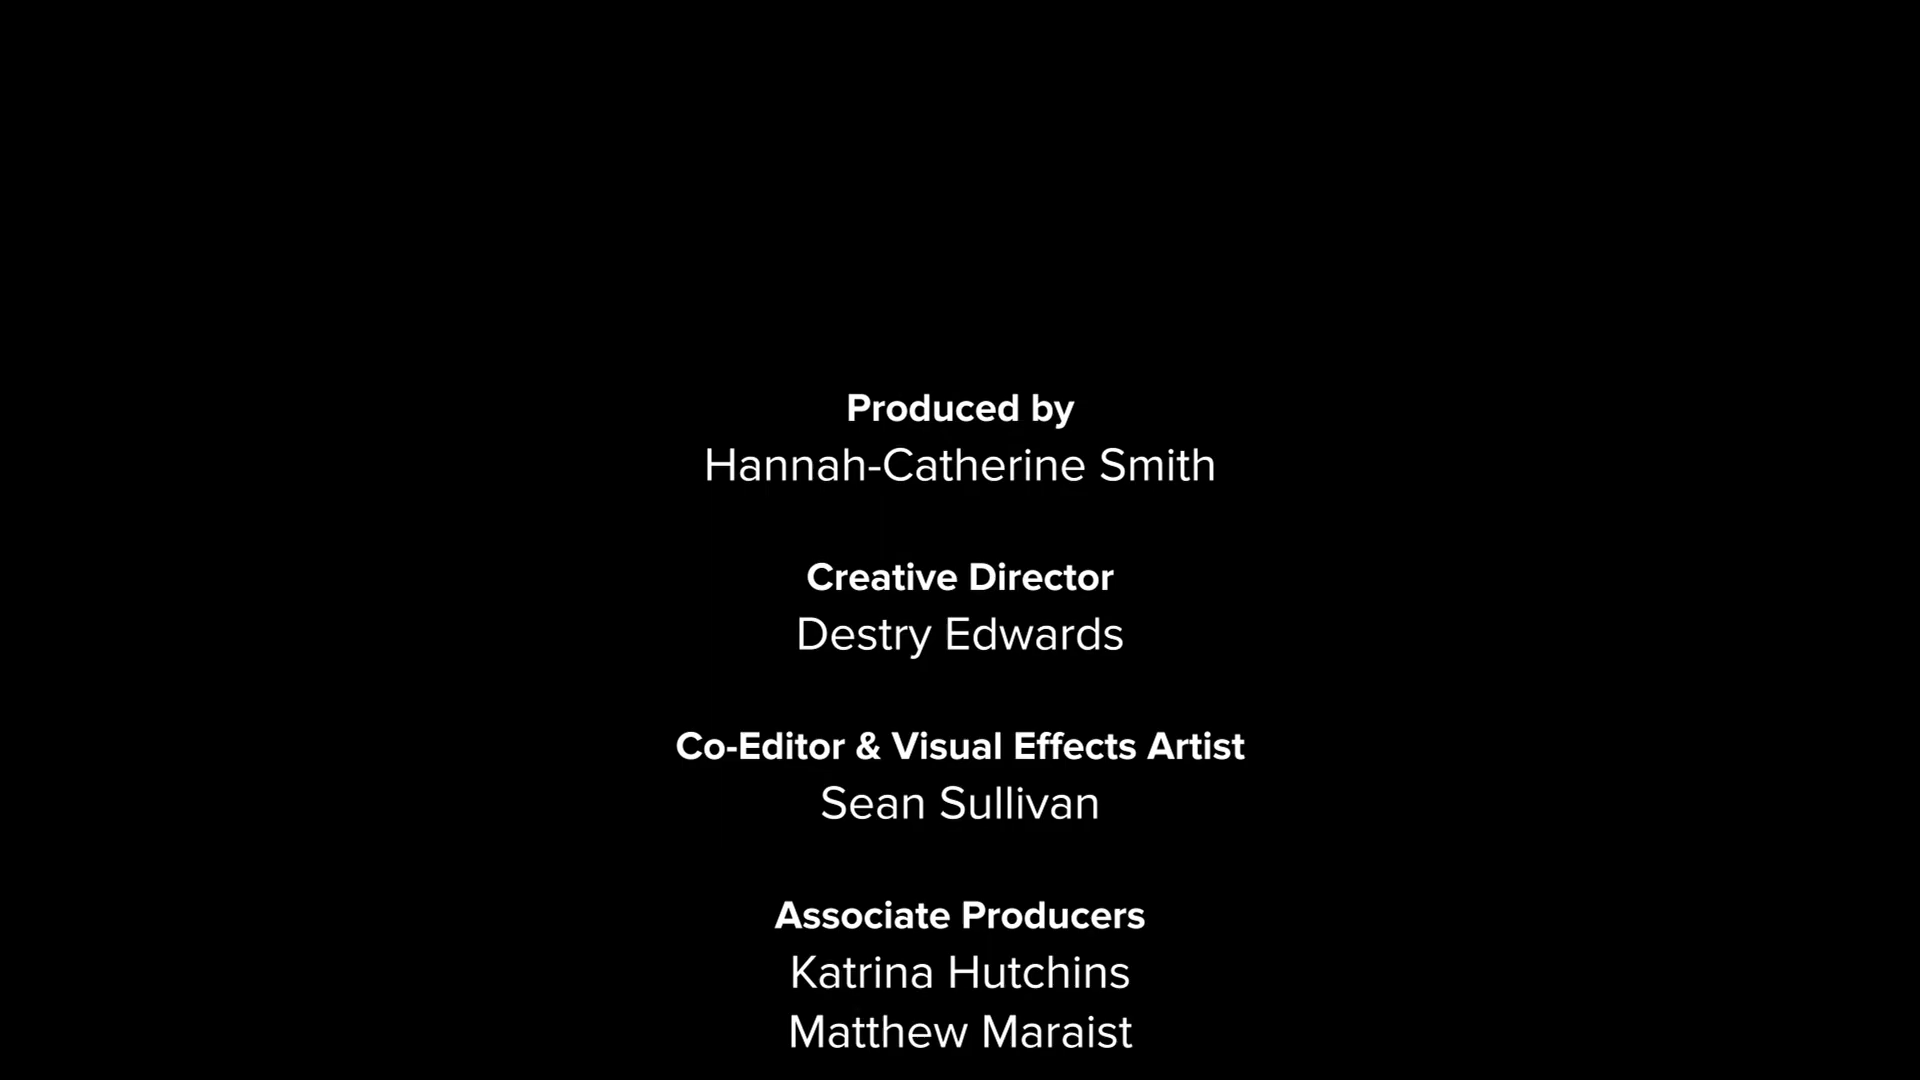 Produced by
Hannah-Catherine Smith
Creative Director
Destry Edwards
Co-Editor & Visual Effects Artist
Sean Sullivan
Associate Producers
Katrina Hutchins
Matthew Maraist